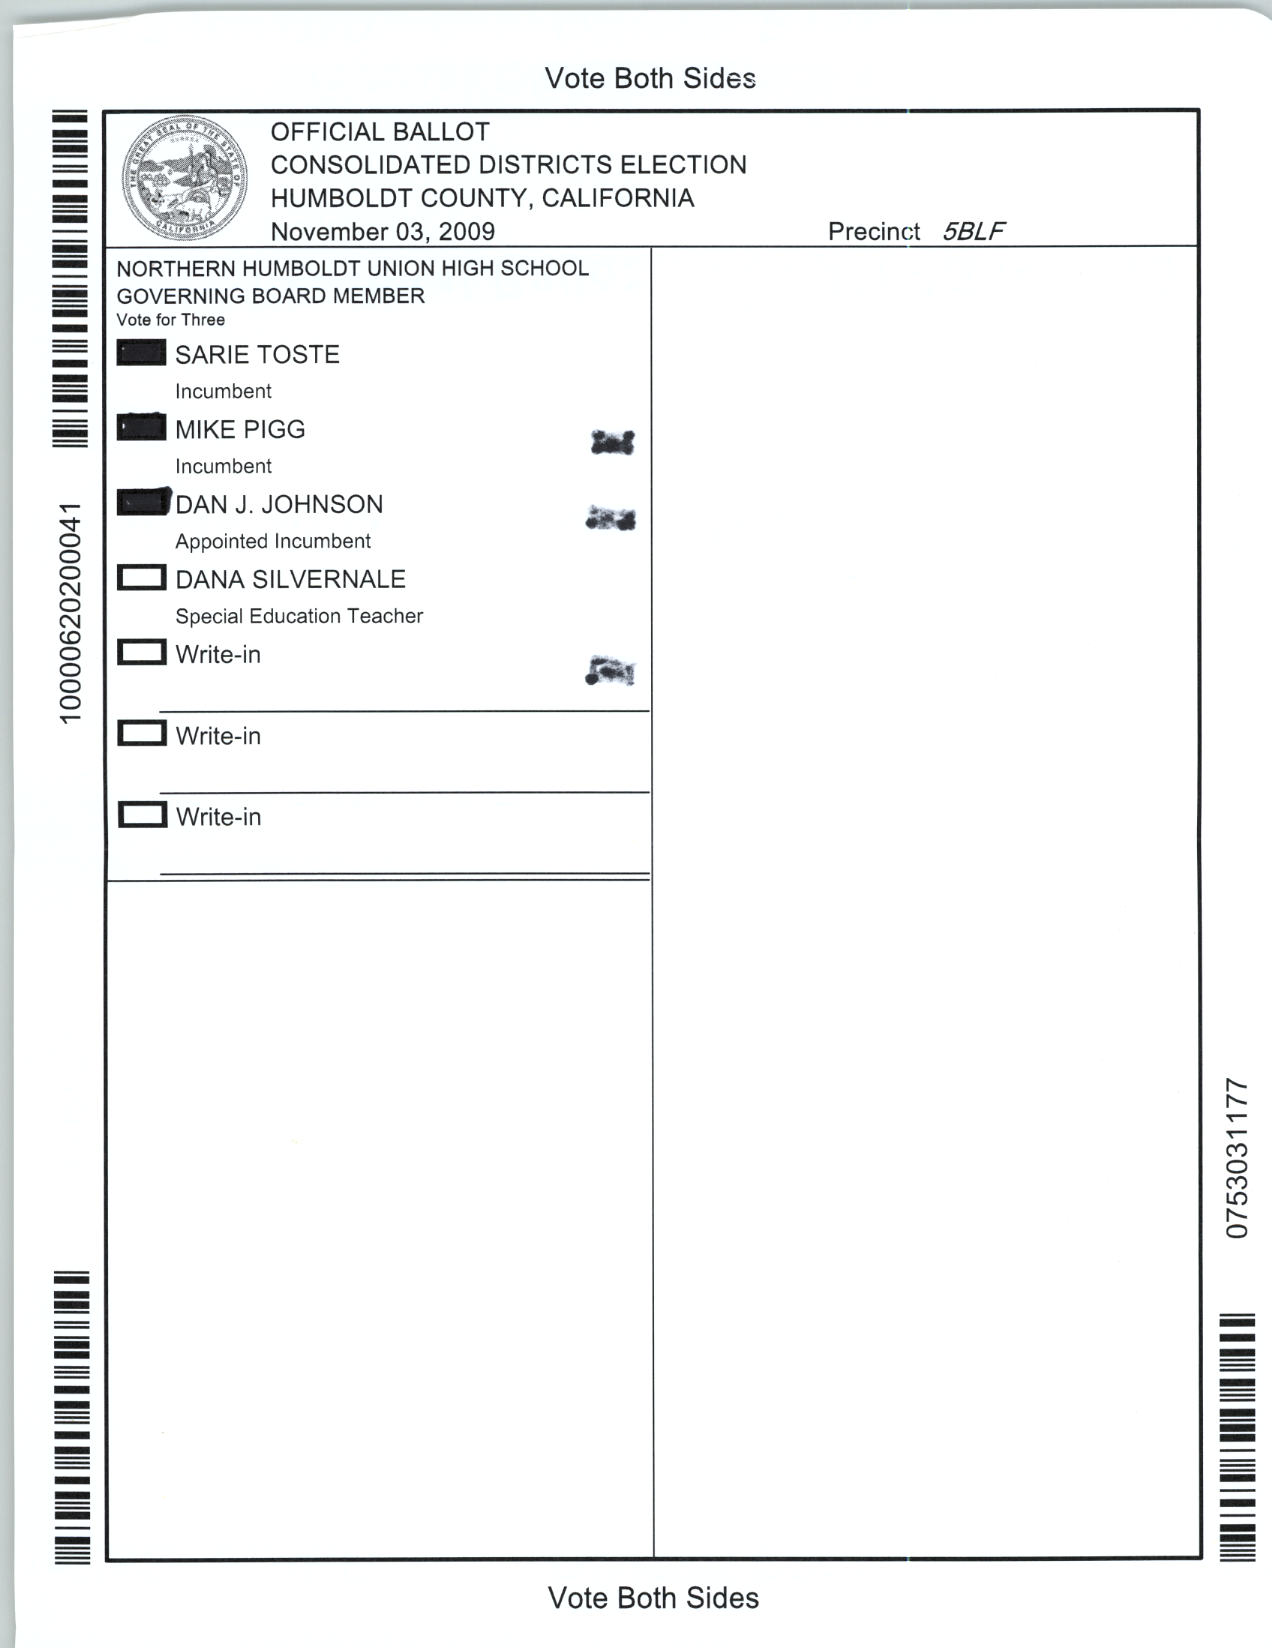 Vote Both Sides
THE GREAT SEAL OF THE STATE OF CALIFORNIA
EUREKA
OFFICIAL BALLOT
CONSOLIDATED DISTRICTS ELECTION
HUMBOLDT COUNTY, CALIFORNIA
November 03, 2009
Precinct 5BLF
NORTHERN HUMBOLDT UNION HIGH SCHOOL
GOVERNING BOARD MEMBER
Vote for Three
SARIE TOSTE
Incumbent
MIKE PIGG
Incumbent
DAN J. JOHNSON
Appointed Incumbent
DANA SILVERNALE
Special Education Teacher
Write-in
Write-in
Write-in
10000620200041
0753031177
Vote Both Sides